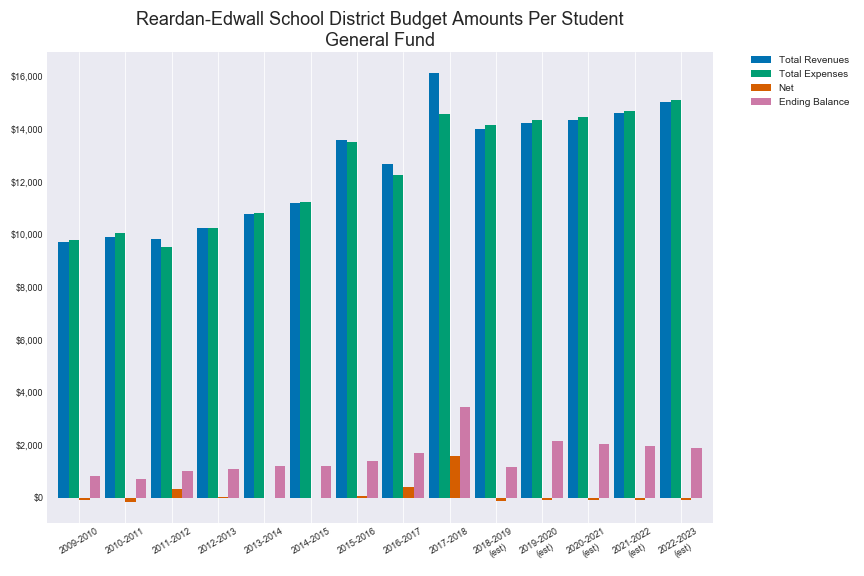 Reardan-Edwall School District Budget Amounts Per Student
General Fund
Total Revenues
Total Expenses
Net
Ending Balance
$16,000
$14,000
$12,000
$10,000
$8,000
$6,000
$4,000
$2,000
$0
2009-2010
2010-2011
2011-2012
2012-2013
2013-2014
2014-2015
2015-2016
2016-2017
2017-2018
2018-2019
(est)
2019-2020
(est)
2020-2021
(est)
2021-2022
(est)
2022-2023
(est)